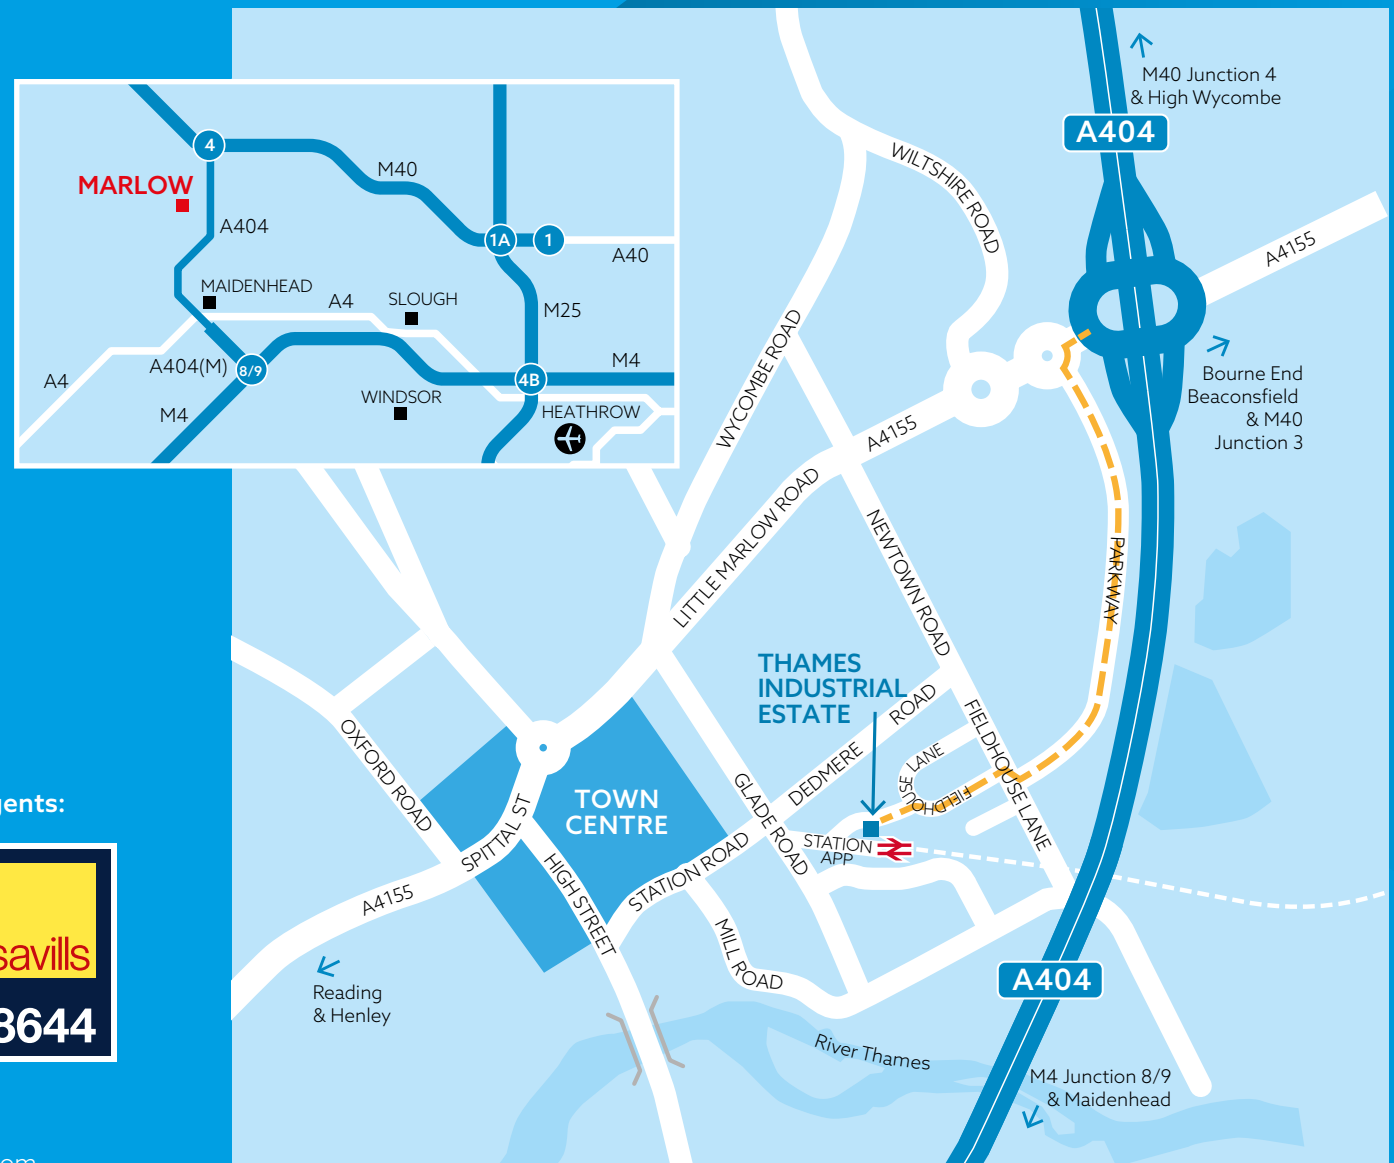 M40 Junction 4
& High Wycombe
A404
WILTSHIRE ROAD
A4155
4
M40
MARLOW
A404
1A
1
A40
MAIDENHEAD
A4
SLOUGH
M25
A404(M)
8/9
4B
M4
A4
M4
WINDSOR
HEATHROW
WYCOMBE ROAD
A4155
Bourne End
Beaconsfield
& M40
Junction 3
LITTLE MARLOW ROAD
NEWTOWN ROAD
PARKWAY
THAMES
INDUSTRIAL
ESTATE
DEDMERE ROAD
FIELDHOUSE LANE
FIELDHOUSE LANE
OXFORD ROAD
TOWN
CENTRE
GLADE ROAD
SPITTAL ST
STATION
APP
STATION ROAD
HIGH STREET
A4155
MILL ROAD
A404
Reading
& Henley
River Thames
M4 Junction 8/9
& Maidenhead
gents:
savills
8644